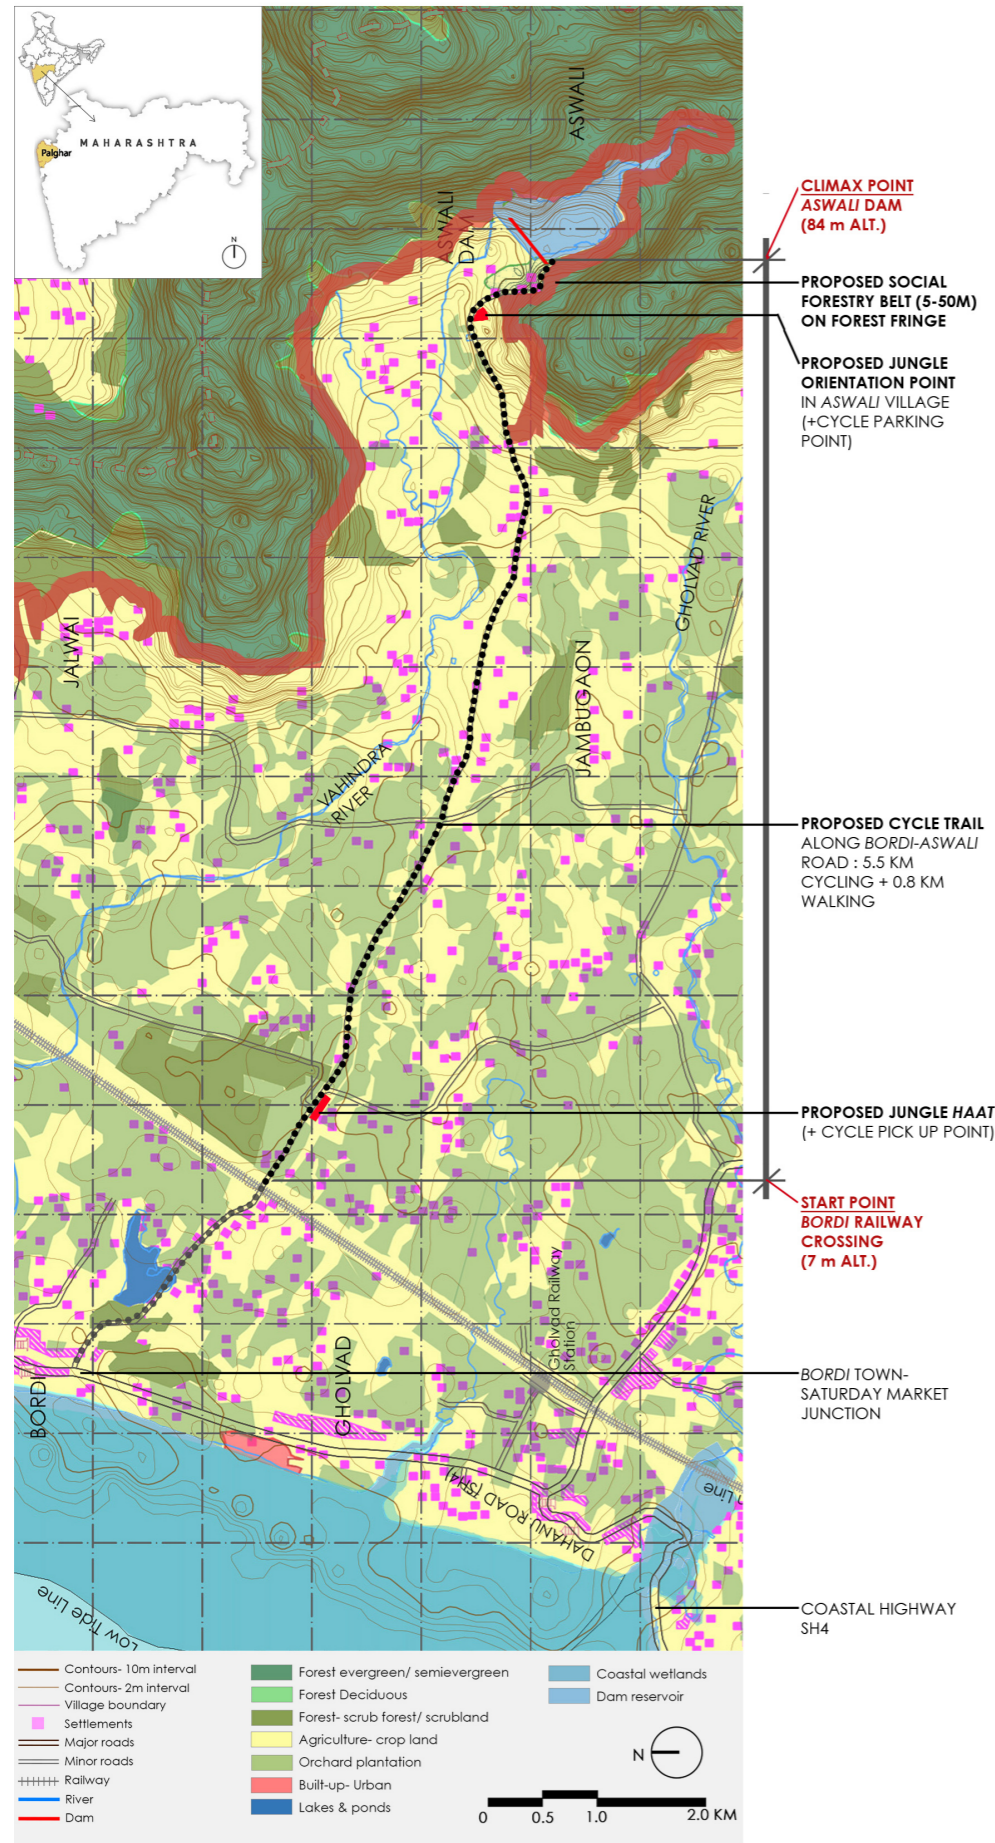 MAHARASHTRA
Palghar
N
ASWALI
ASWALI
DAM
JALWAI
GHOLVAD RIVER
JAMBUGAON
VAHINDRA
RIVER
Gholvad Railway
Station
GHOLVAD
BORDI
DAHANU ROAD (SH4)
n Line
Low Tide Line
CLIMAX POINT
ASWALI DAM
(84 m ALT.)
PROPOSED SOCIAL
FORESTRY BELT (5-50M)
ON FOREST FRINGE
PROPOSED JUNGLE
ORIENTATION POINT
IN ASWALI VILLAGE
(+CYCLE PARKING
POINT)
PROPOSED CYCLE TRAIL
ALONG BORDI-ASWALI
ROAD : 5.5 KM
CYCLING + 0.8 KM
WALKING
PROPOSED JUNGLE HAAT
(+ CYCLE PICK UP POINT)
START POINT
BORDI RAILWAY
CROSSING
(7 m ALT.)
BORDI TOWN-
SATURDAY MARKET
JUNCTION
COASTAL HIGHWAY
SH4
Contours- 10m interval
Contours- 2m interval
Village boundary
Settlements
Major roads
Minor roads
Railway
River
Dam
Forest evergreen/ semievergreen
Forest Deciduous
Forest- scrub forest/ scrubland
Agriculture- crop land
Orchard plantation
Built-up- Urban
Lakes & ponds
Coastal wetlands
Dam reservoir
N
0 0.5 1.0 2.0 KM